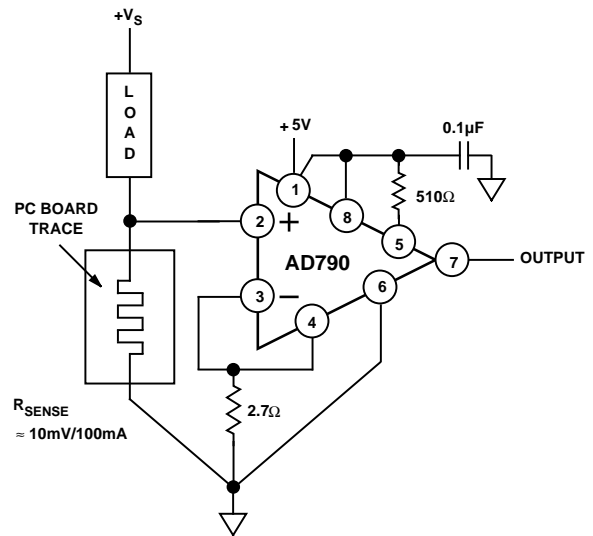 +VS
LOAD
PC BOARD
TRACE
RSENSE
≈ 10mV/100mA
+ 5V
0.1µF
510Ω
1
2
+
8
5
7
OUTPUT
AD790
3
−
4
6
2.7Ω